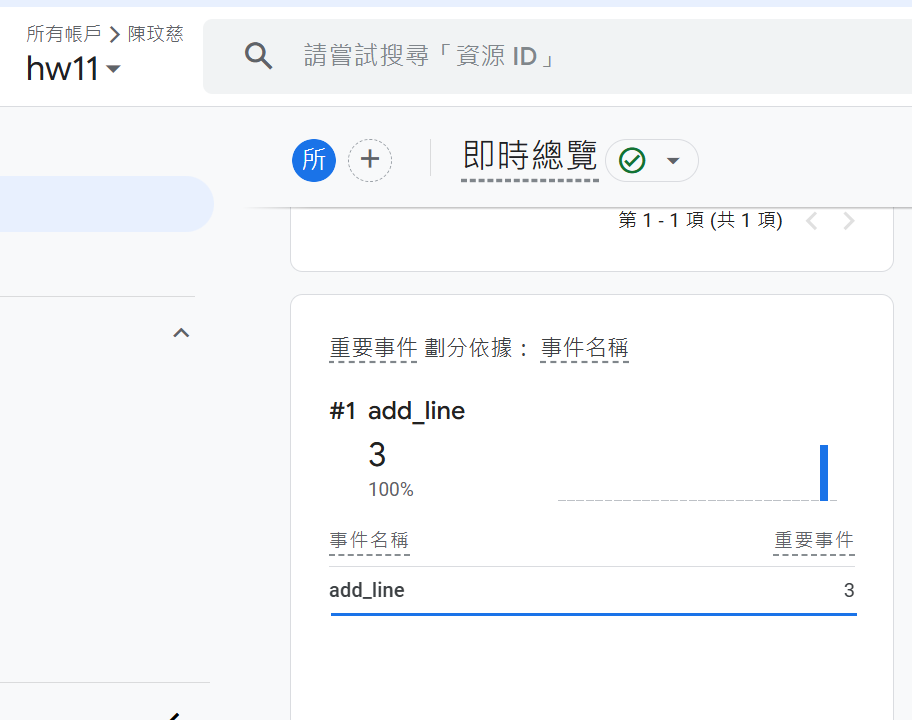 所有帳戶 > 陳玟慈
hw11
請嘗試搜尋「資源 ID」
所
即時總覽
第 1 - 1 項 (共 1 項)
重要事件 劃分依據： 事件名稱
#1 add_line
3
100%
事件名稱 重要事件
add_line 3